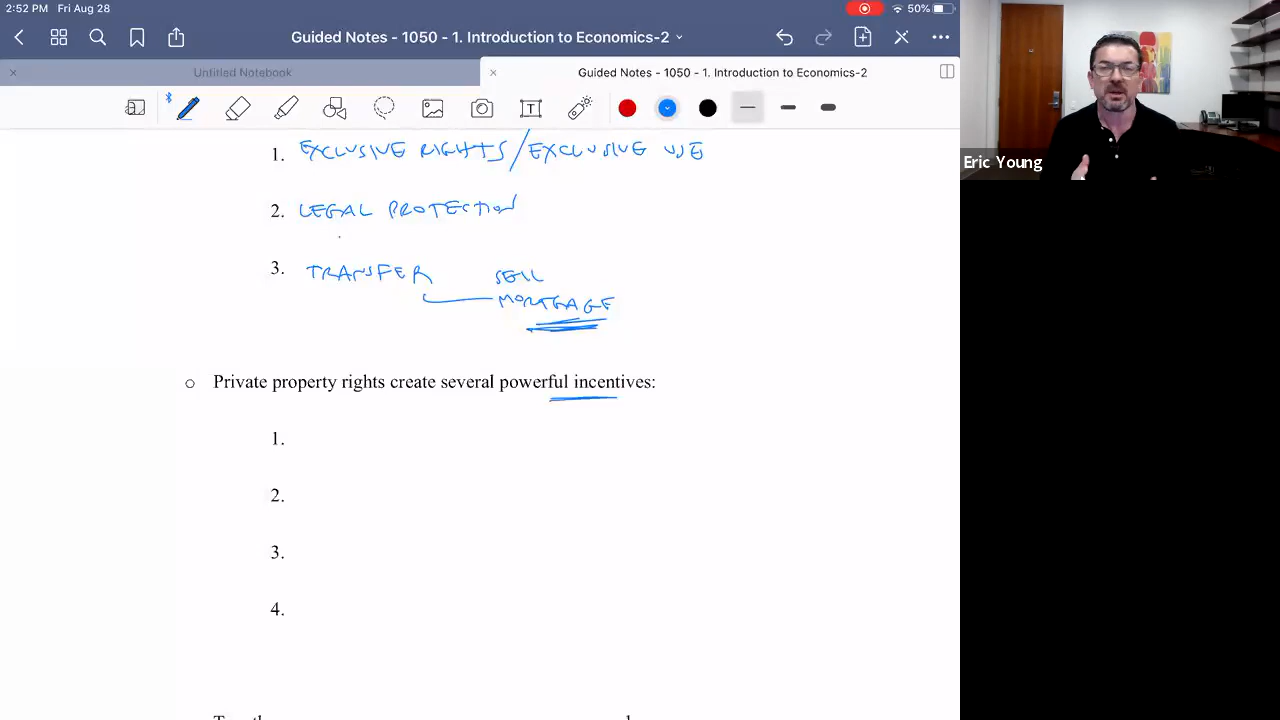 2:52 PM Fri Aug 28
50%
Guided Notes - 1050 - 1. Introduction to Economics-2
Untitled Notebook
Guided Notes - 1050 - 1. Introduction to Economics-2
1. EXCLUSIVE RIGHTS/EXCLUSIVE USE
2. LEGAL PROTECTION
3. TRANSFER SELL
MORTGAGE
Private property rights create several powerful incentives:
1.
2.
3.
4.
Eric Young